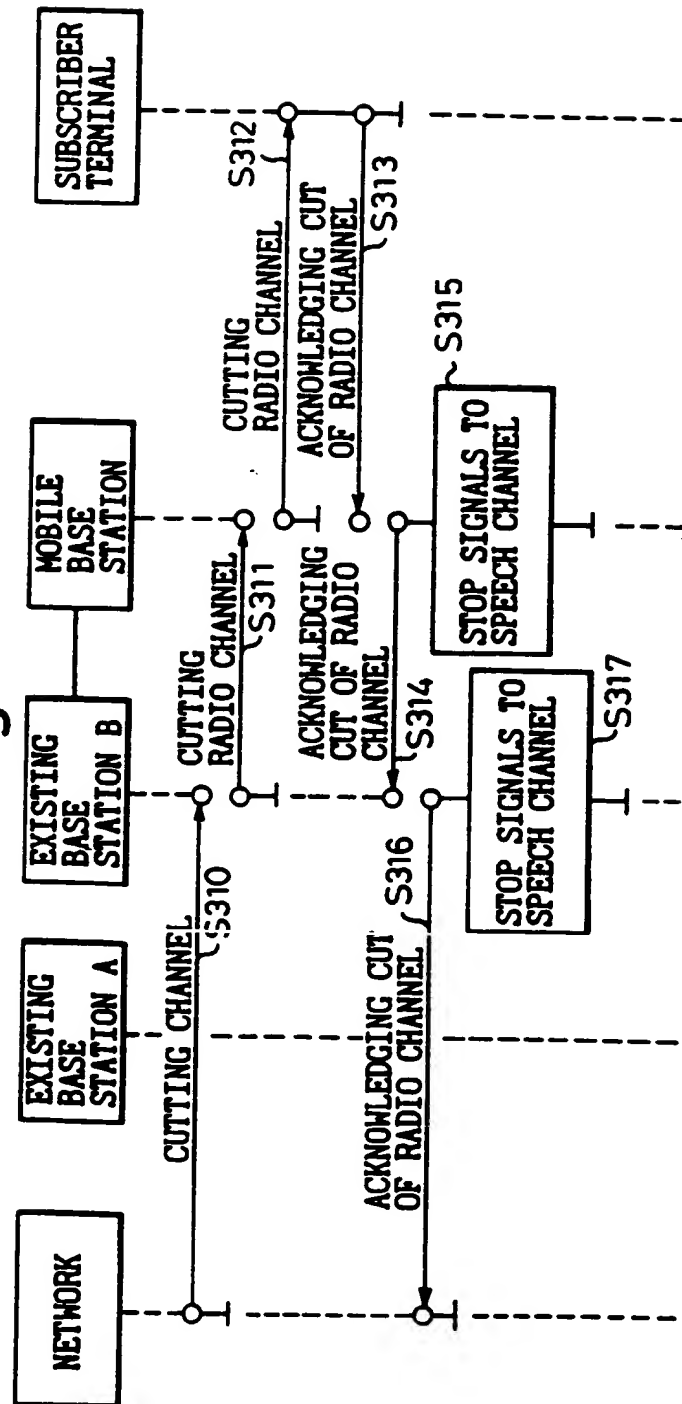 NETWORK
EXISTING
BASE
STATION A
EXISTING
BASE
STATION B
MOBILE
BASE
STATION
SUBSCRIBER
TERMINAL
CUTTING CHANNEL
S310
CUTTING
RADIO CHANNEL
S311
CUTTING
RADIO CHANNEL
S312
ACKNOWLEDGING CUT
OF RADIO CHANNEL
S313
ACKNOWLEDGING
CUT OF RADIO
CHANNEL
S314
STOP SIGNALS TO
SPEECH CHANNEL
S315
ACKNOWLEDGING CUT
OF RADIO CHANNEL
S316
STOP SIGNALS TO
SPEECH CHANNEL
S317